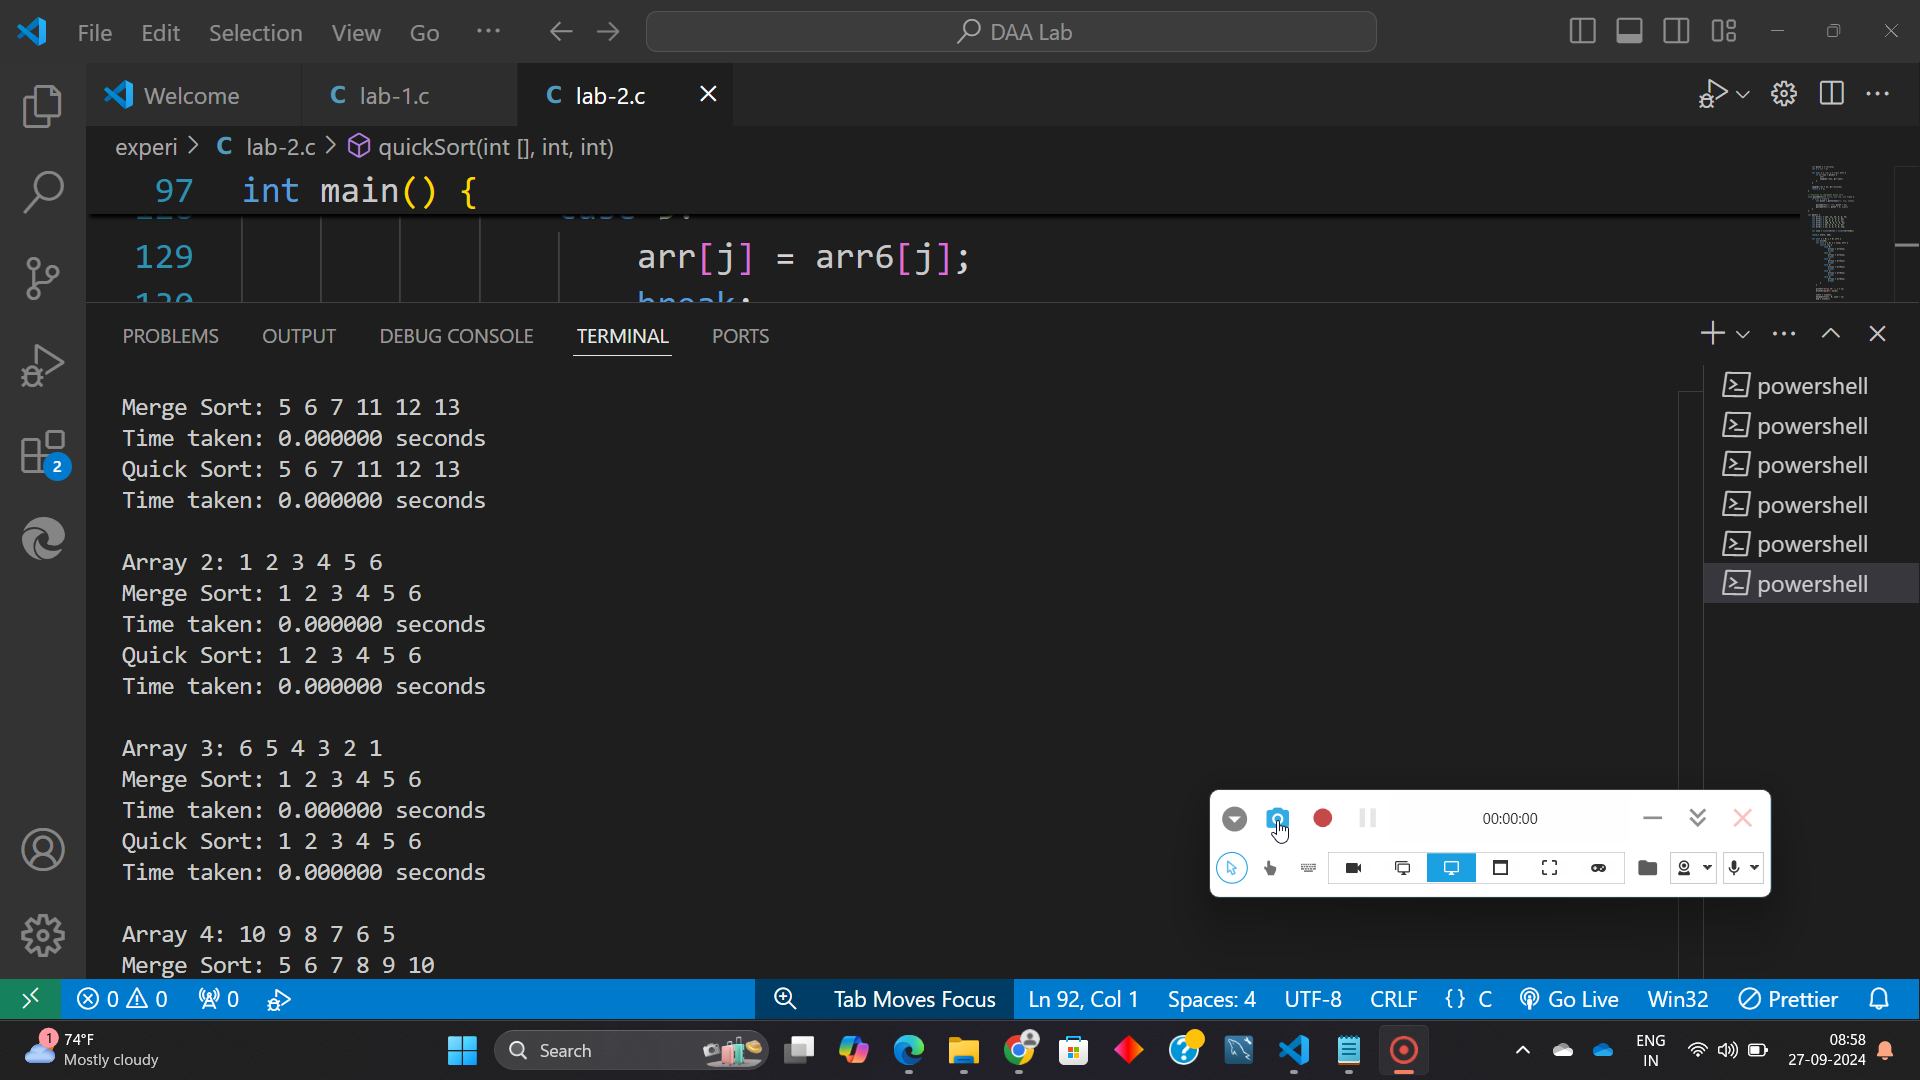 File Edit Selection View Go ... DAA Lab
Welcome C lab-1.c C lab-2.c
experi > C lab-2.c > quickSort(int [], int, int)
97 int main() {
129 arr[j] = arr6[j];
break;
PROBLEMS OUTPUT DEBUG CONSOLE TERMINAL PORTS
Merge Sort: 5 6 7 11 12 13
Time taken: 0.000000 seconds
Quick Sort: 5 6 7 11 12 13
Time taken: 0.000000 seconds
Array 2: 1 2 3 4 5 6
Merge Sort: 1 2 3 4 5 6
Time taken: 0.000000 seconds
Quick Sort: 1 2 3 4 5 6
Time taken: 0.000000 seconds
Array 3: 6 5 4 3 2 1
Merge Sort: 1 2 3 4 5 6
Time taken: 0.000000 seconds
Quick Sort: 1 2 3 4 5 6
Time taken: 0.000000 seconds
Array 4: 10 9 8 7 6 5
Merge Sort: 5 6 7 8 9 10
powershell
powershell
powershell
powershell
powershell
powershell
2
00:00:00
0 0 0 Tab Moves Focus Ln 92, Col 1 Spaces: 4 UTF-8 CRLF {} C Go Live Win32 Prettier
1
74°F
Mostly cloudy
Search
ENG
IN
08:58
27-09-2024